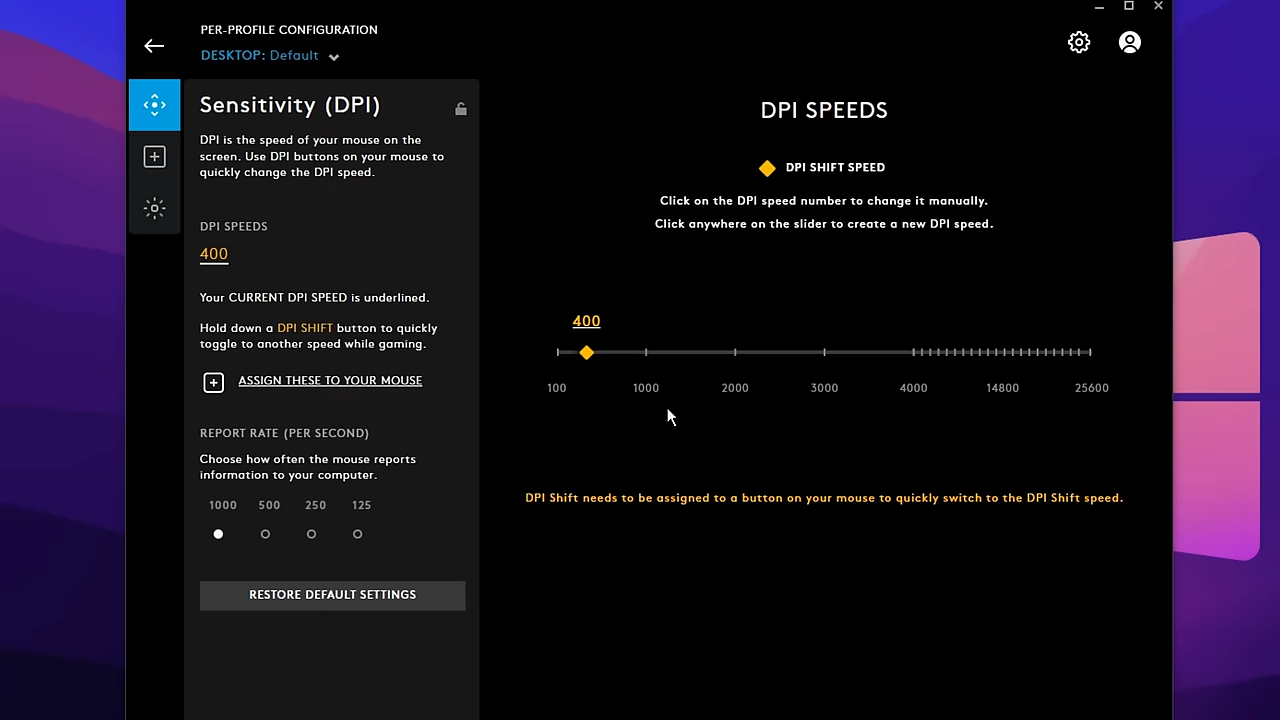 PER-PROFILE CONFIGURATION
DESKTOP: Default
Sensitivity (DPI)
DPI is the speed of your mouse on the
screen. Use DPI buttons on your mouse to
quickly change the DPI speed.
DPI SPEEDS
400
Your CURRENT DPI SPEED is underlined.
Hold down a DPI SHIFT button to quickly
toggle to another speed while gaming.
ASSIGN THESE TO YOUR MOUSE
REPORT RATE (PER SECOND)
Choose how often the mouse reports
information to your computer.
1000 500 250 125
RESTORE DEFAULT SETTINGS
DPI SPEEDS
DPI SHIFT SPEED
Click on the DPI speed number to change it manually.
Click anywhere on the slider to create a new DPI speed.
400
100 1000 2000 3000 4000 14800 25600
DPI Shift needs to be assigned to a button on your mouse to quickly switch to the DPI Shift speed.